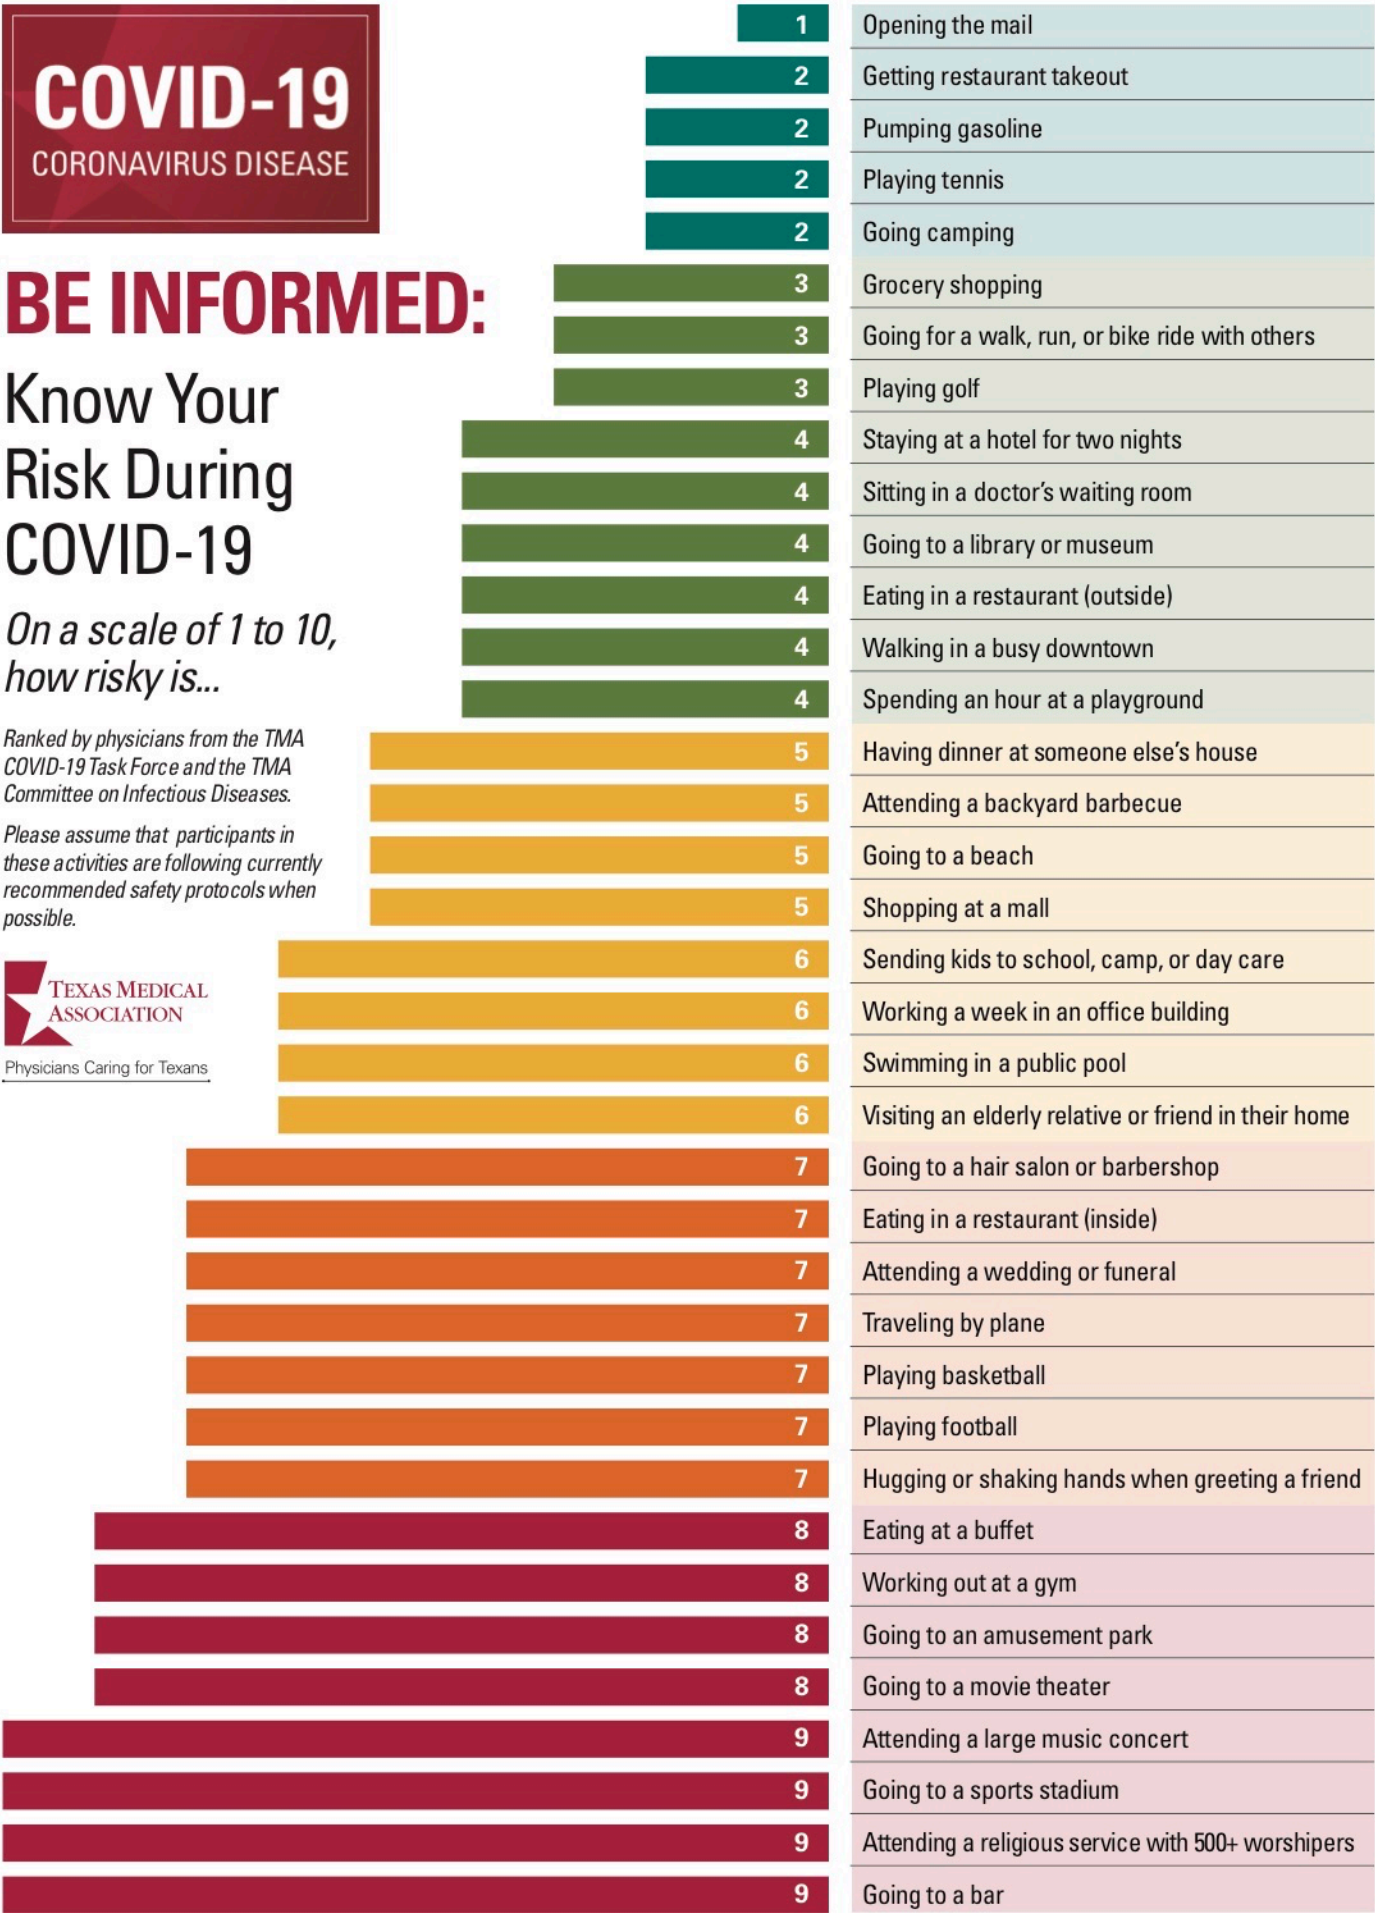 COVID-19
CORONAVIRUS DISEASE
BE INFORMED:
Know Your
Risk During
COVID-19
On a scale of 1 to 10,
how risky is...
Ranked by physicians from the TMA
COVID-19 Task Force and the TMA
Committee on Infectious Diseases.
Please assume that participants in
these activities are following currently
recommended safety protocols when
possible.
TEXAS MEDICAL
ASSOCIATION
Physicians Caring for Texans
1 Opening the mail
2 Getting restaurant takeout
2 Pumping gasoline
2 Playing tennis
2 Going camping
3 Grocery shopping
3 Going for a walk, run, or bike ride with others
3 Playing golf
4 Staying at a hotel for two nights
4 Sitting in a doctor's waiting room
4 Going to a library or museum
4 Eating in a restaurant (outside)
4 Walking in a busy downtown
4 Spending an hour at a playground
5 Having dinner at someone else's house
5 Attending a backyard barbecue
5 Going to a beach
5 Shopping at a mall
6 Sending kids to school, camp, or day care
6 Working a week in an office building
6 Swimming in a public pool
6 Visiting an elderly relative or friend in their home
7 Going to a hair salon or barbershop
7 Eating in a restaurant (inside)
7 Attending a wedding or funeral
7 Traveling by plane
7 Playing basketball
7 Playing football
7 Hugging or shaking hands when greeting a friend
8 Eating at a buffet
8 Working out at a gym
8 Going to an amusement park
8 Going to a movie theater
9 Attending a large music concert
9 Going to a sports stadium
9 Attending a religious service with 500+ worshipers
9 Going to a bar